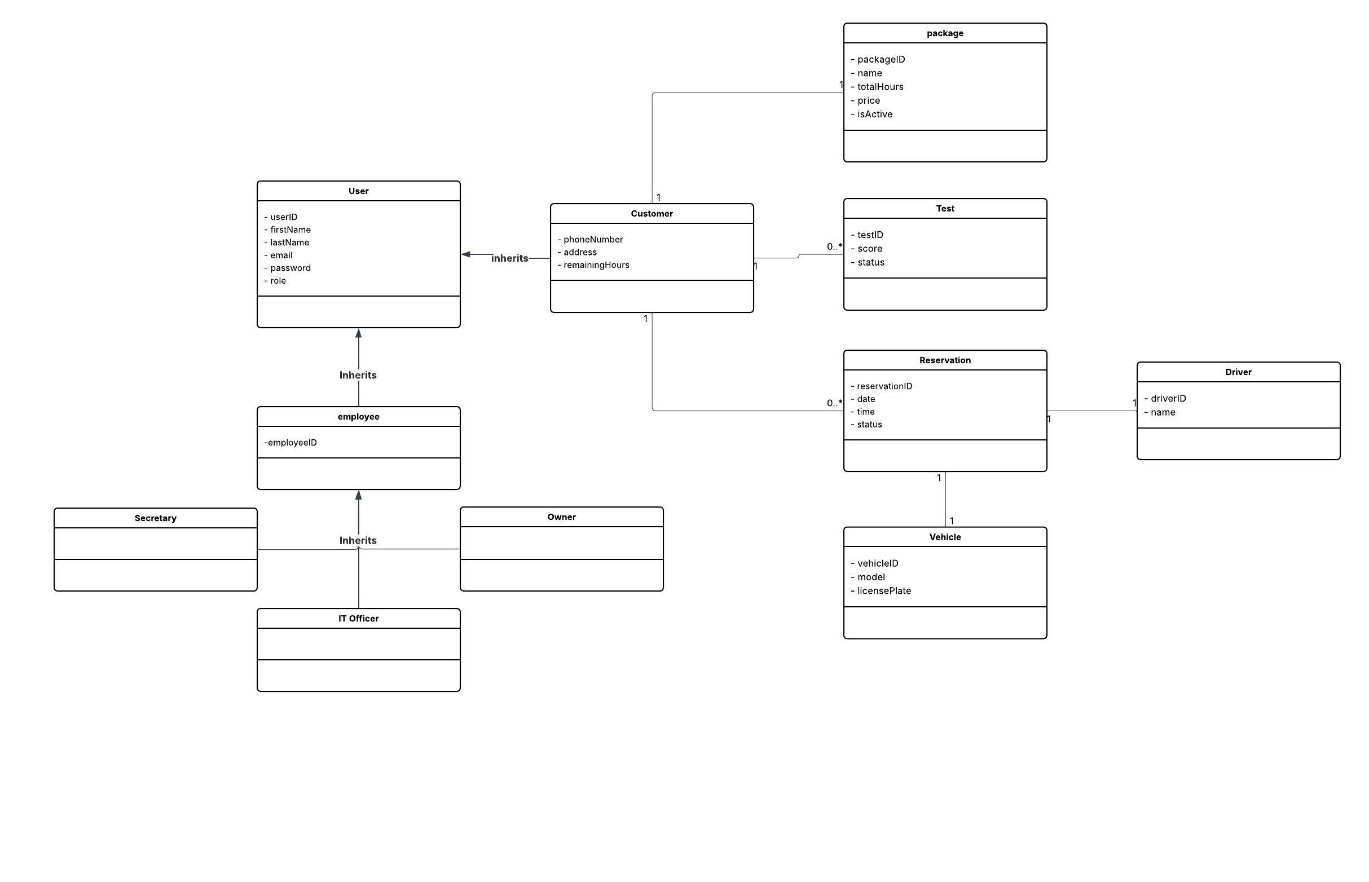 package
- packageID
- name
- totalHours
- price
- isActive
1
1
User
- userID
- firstName
- lastName
- email
- password
- role
Customer
- phoneNumber
- address
- remainingHours
inherits
Test
- testID
- score
- status
0..*
1
1
Inherits
Reservation
- reservationID
- date
- time
- status
0..*
1
1
Driver
- driverID
- name
employee
-employeeID
1
1
Secretary
Inherits
Owner
Vehicle
- vehicleID
- model
- licensePlate
IT Officer